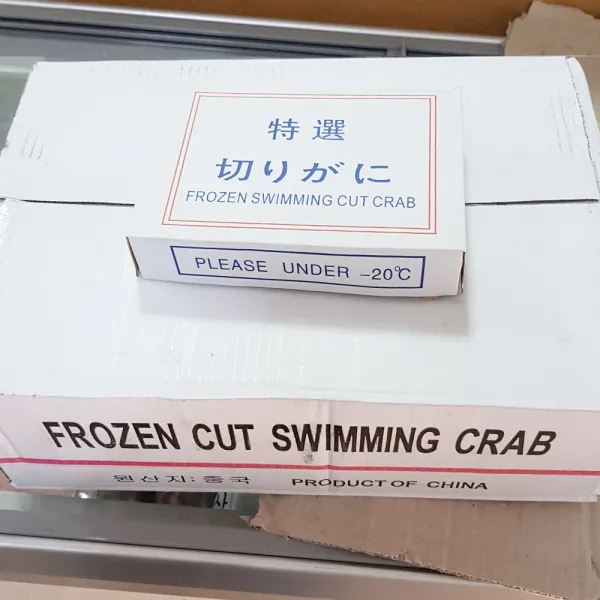 特選
切りがに
FROZEN SWIMMING CUT CRAB
PLEASE UNDER -20℃
FROZEN CUT SWIMMING CRAB
원산지:중국 PRODUCT OF CHINA